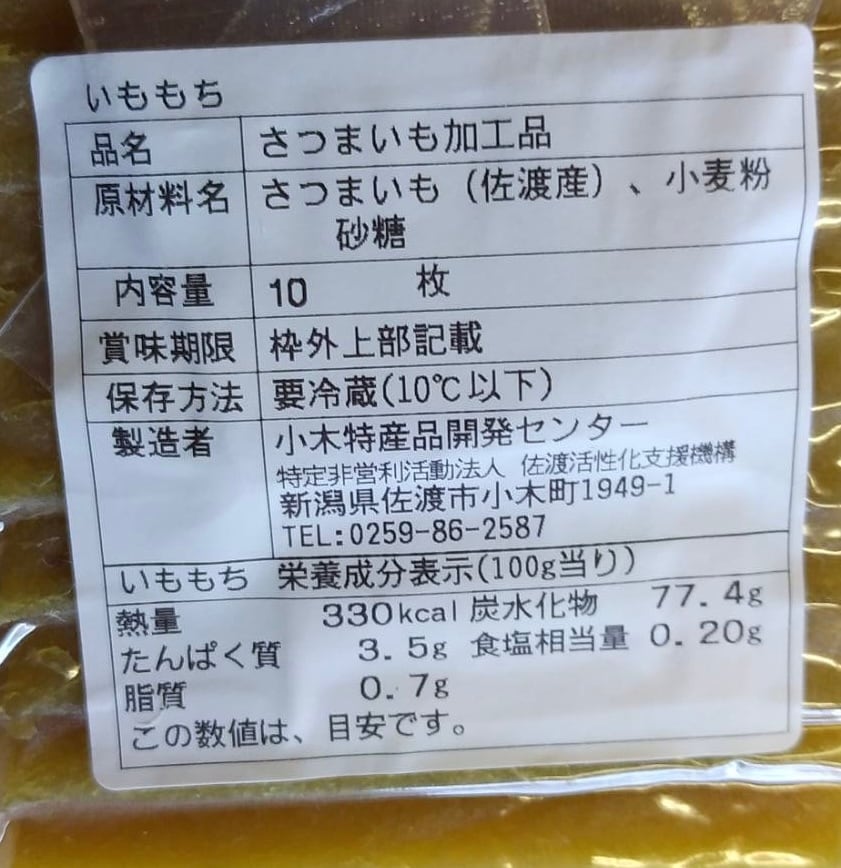 いももち
品名 さつまいも加工品
原材料名 さつまいも（佐渡産）、小麦粉
砂糖
内容量 10 枚
賞味期限 枠外上部記載
保存方法 要冷蔵(10℃以下)
製造者 小木特産品開発センター
特定非営利活動法人 佐渡活性化支援機構
新潟県佐渡市小木町1949-1
TEL:0259-86-2587
いももち 栄養成分表示(100g当り)
熱量 330kcal 炭水化物 77.4g
たんぱく質 3.5g 食塩相当量 0.20g
脂質 0.7g
この数値は、目安です。